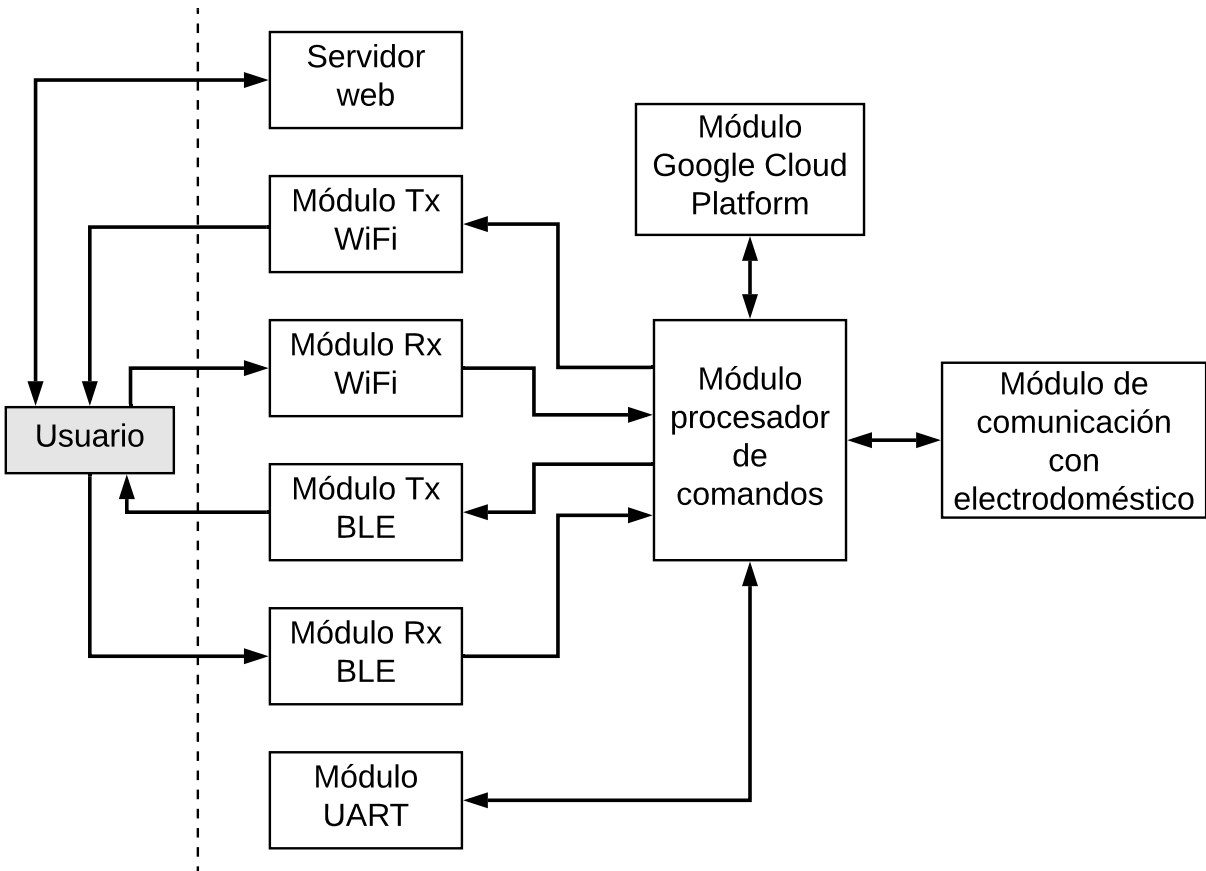 Servidor
web
Módulo Tx
WiFi
Módulo Rx
WiFi
Usuario
Módulo Tx
BLE
Módulo Rx
BLE
Módulo
UART
Módulo
Google Cloud
Platform
Módulo
procesador
de
comandos
Módulo de
comunicación
con
electrodoméstico